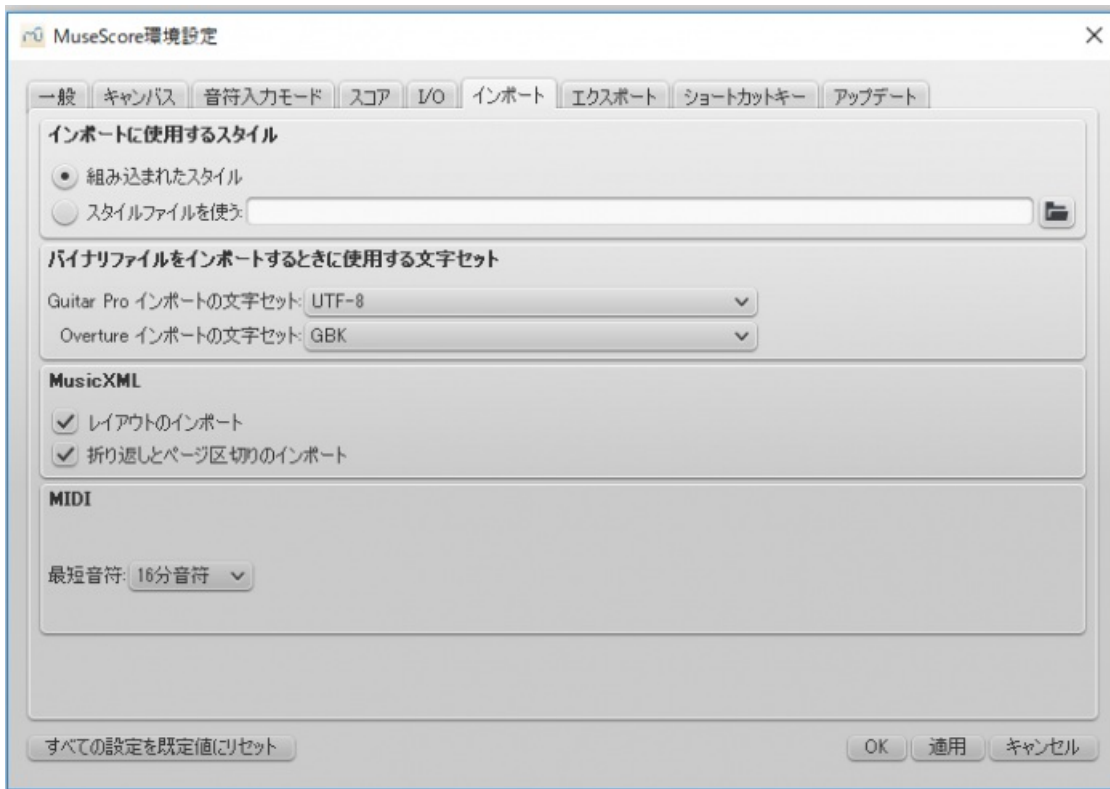 MuseScore環境設定
一般 キャンバス 音符入力モード スコア I/O インポート エクスポート ショートカットキー アップデート
インポートに使用するスタイル
組み込まれたスタイル
スタイルファイルを使う:
バイナリファイルをインポートするときに使用する文字セット
Guitar Pro インポートの文字セット: UTF-8
Overture インポートの文字セット: GBK
MusicXML
レイアウトのインポート
折り返しとページ区切りのインポート
MIDI
最短音符: 16分音符
すべての設定を既定値にリセット OK 適用 キャンセル